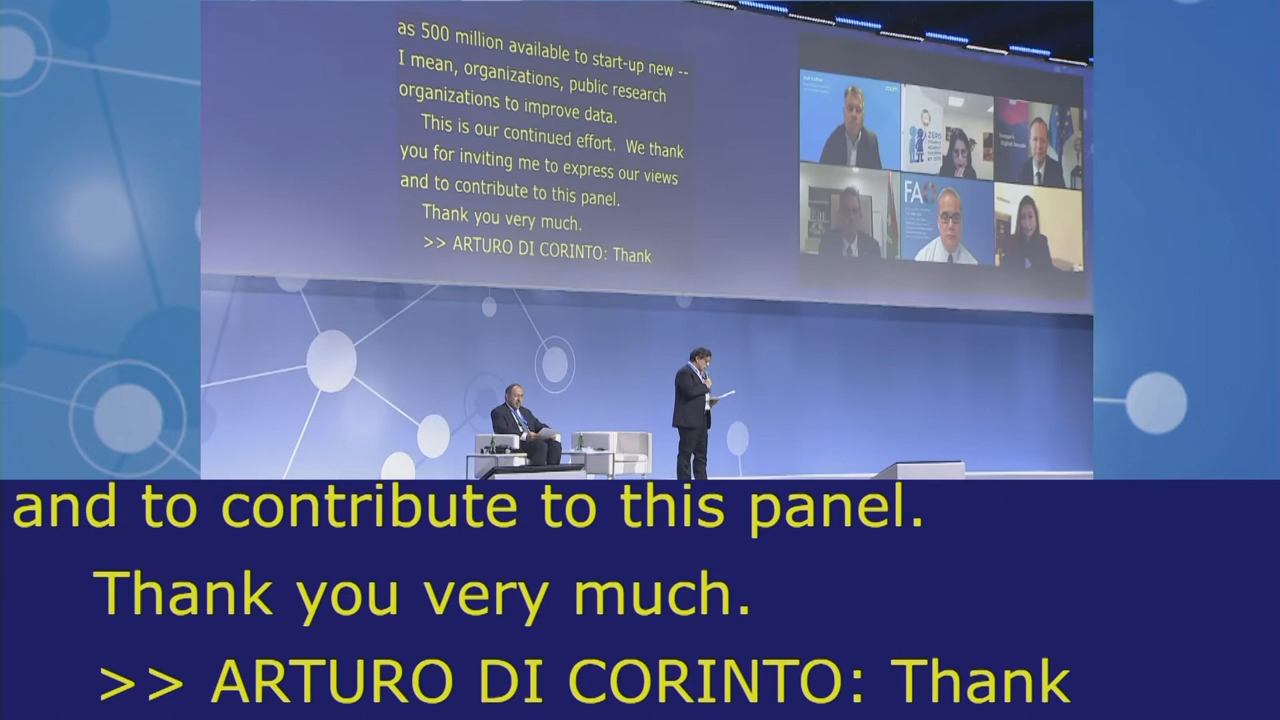 as 500 million available to start-up new --
I mean, organizations, public research
organizations to improve data.
This is our continued effort. We thank
you for inviting me to express our views
and to contribute to this panel.
Thank you very much.
>> ARTURO DI CORINTO: Thank
ZERO
FAO
and to contribute to this panel.
Thank you very much.
>> ARTURO DI CORINTO: Thank